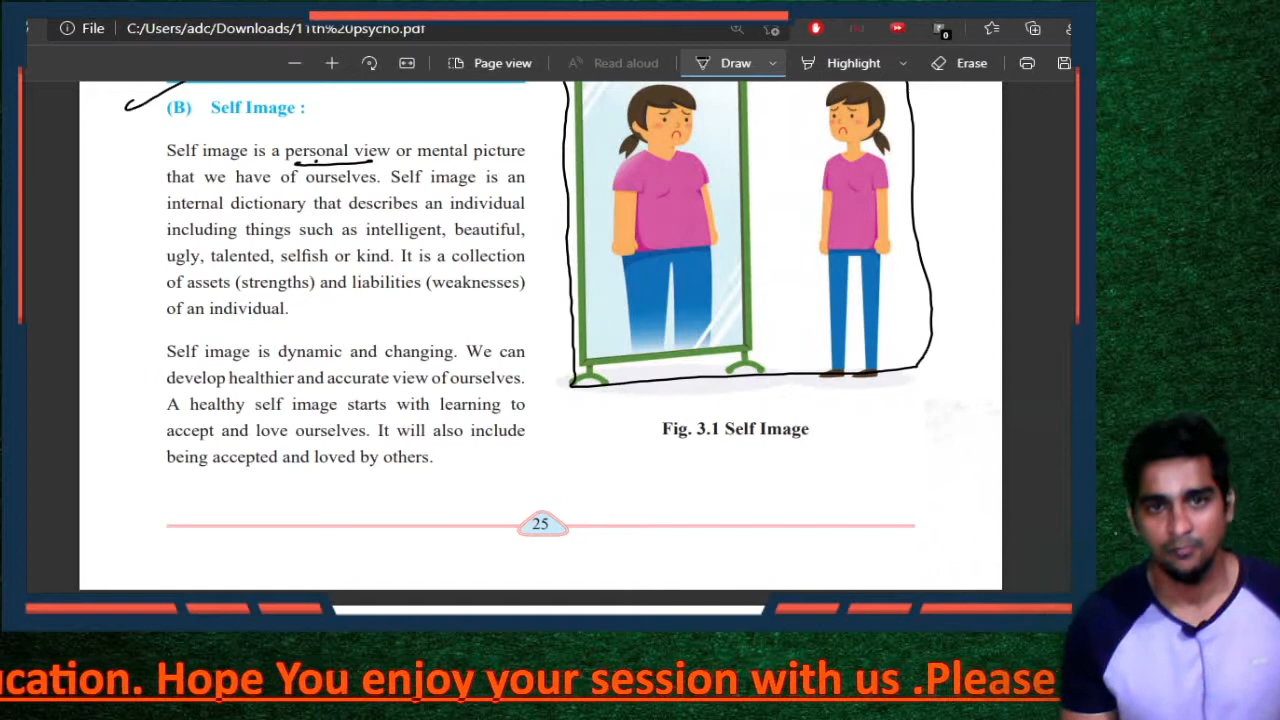 File
C:/Users/adc/Downloads/11th%20psycho.pdf
0
Page view
Read aloud
Draw
Highlight
Erase
(B) Self Image :
Self image is a personal view or mental picture
that we have of ourselves. Self image is an
internal dictionary that describes an individual
including things such as intelligent, beautiful,
ugly, talented, selfish or kind. It is a collection
of assets (strengths) and liabilities (weaknesses)
of an individual.
Self image is dynamic and changing. We can
develop healthier and accurate view of ourselves.
A healthy self image starts with learning to
accept and love ourselves. It will also include
being accepted and loved by others.
Fig. 3.1 Self Image
25
ucation. Hope You enjoy your session with us .Please